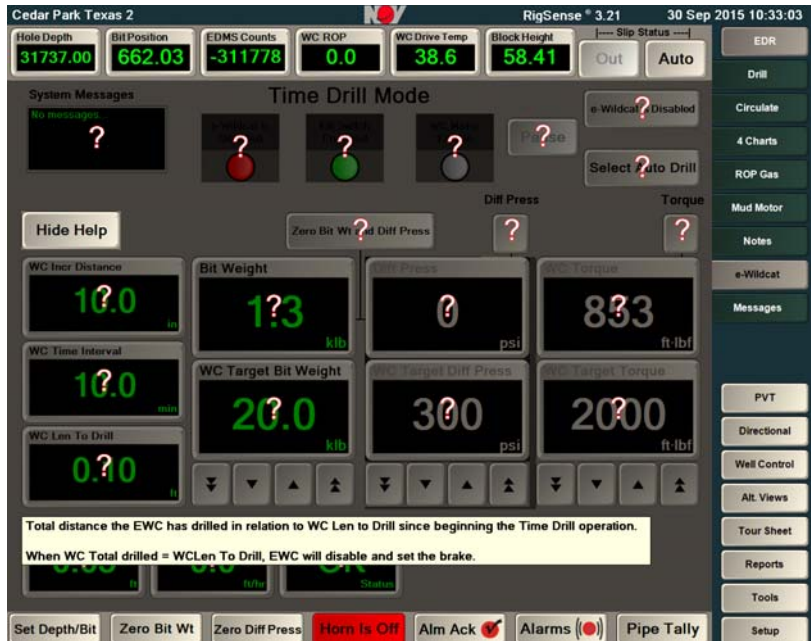 Cedar Park Texas 2
NOV
RigSense ® 3.21
30 Sep 2015 10:33:03
Hole Depth
31737.00
Bit Position
662.03
EDMS Counts
-311778
WC ROP
0.0
WC Drive Temp
38.6
Block Height
58.41
|---- Slip Status ----|
Out
Auto
EDR
Drill
Circulate
4 Charts
ROP Gas
Mud Motor
Notes
e-Wildcat
Messages
PVT
Directional
Well Control
Alt. Views
Tour Sheet
Reports
Tools
Setup
System Messages
No messages...
?
Time Drill Mode
?
?
?
Pause
?
e-Wildcat Disabled
?
Select Auto Drill
?
Hide Help
Zero Bit Wt and Diff Press
?
Diff Press
?
Torque
?
WC Incr Distance
10.0
?
in
WC Time Interval
10.0
?
min
WC Len To Drill
0.10
?
ft
Bit Weight
1.3
?
klb
WC Target Bit Weight
20.0
?
klb
Diff Press
0
?
psi
WC Target Diff Press
300
?
psi
WC Torque
853
?
ft·lbf
WC Target Torque
2000
?
ft·lbf
Total distance the EWC has drilled in relation to WC Len to Drill since beginning the Time Drill operation.
When WC Total drilled = WCLen To Drill, EWC will disable and set the brake.
ft
ft/hr
Status
Set Depth/Bit
Zero Bit Wt
Zero Diff Press
Horn Is Off
Alm Ack
Alarms
Pipe Tally